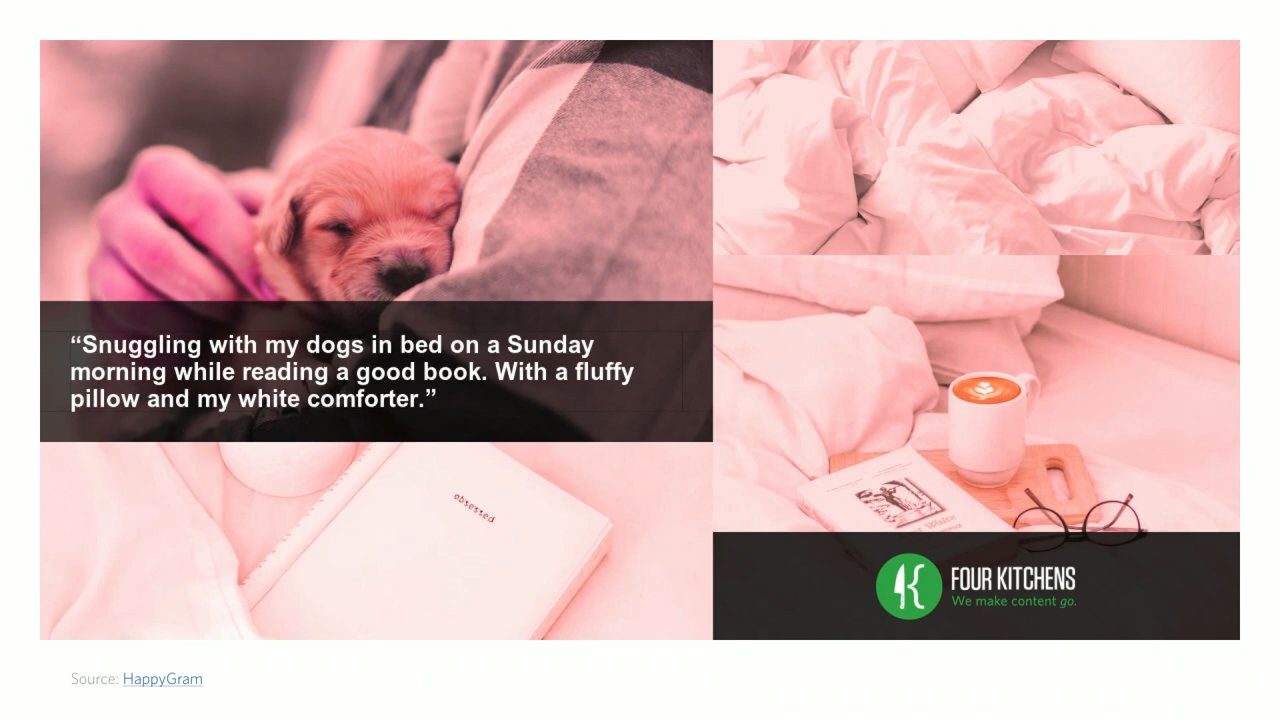 “Snuggling with my dogs in bed on a Sunday
morning while reading a good book. With a fluffy
pillow and my white comforter.”
obsessed
FOUR KITCHENS
We make content go.
Source: HappyGram